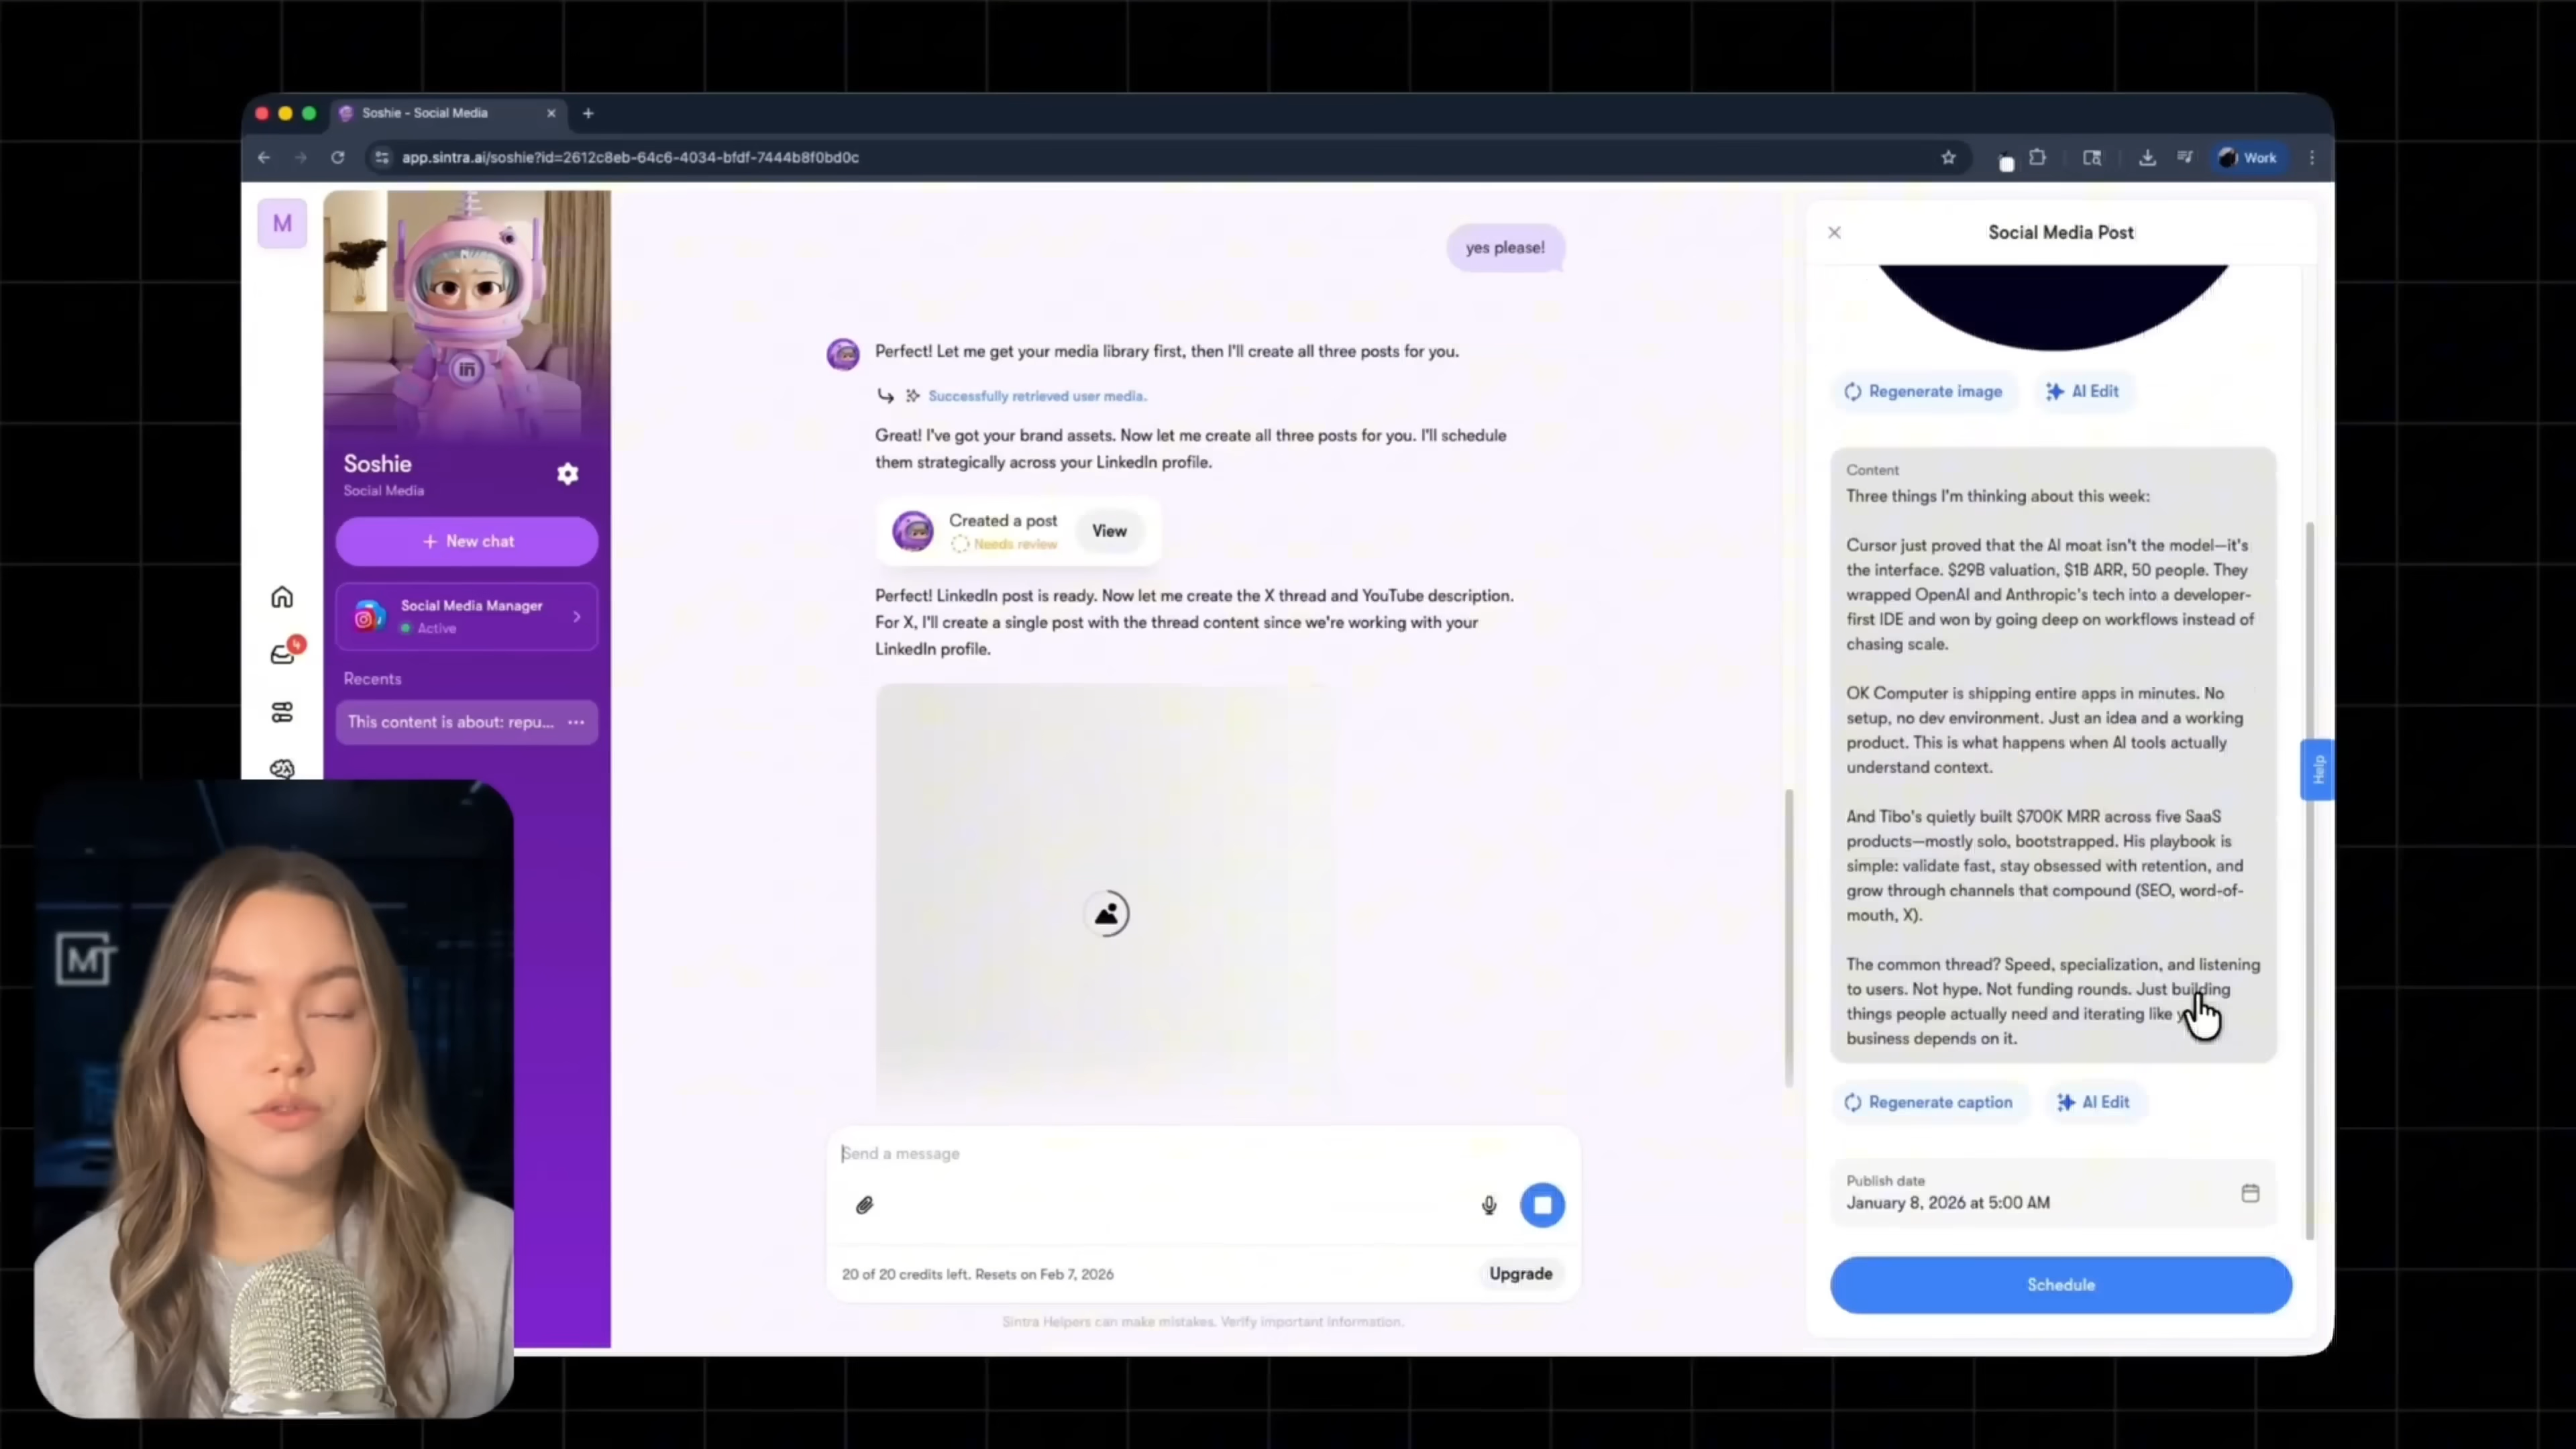 Soshie - Social Media
app.sintra.ai/soshie?id=2612c8eb-64c6-4034-bfdf-7444b8f0bd0c
Work
M
in
Soshie
Social Media
+ New chat
Social Media Manager
Active
Recents
This content is about: repu... ...
4
MT
yes please!
Perfect! Let me get your media library first, then I'll create all three posts for you.
Successfully retrieved user media.
Great! I've got your brand assets. Now let me create all three posts for you. I'll schedule
them strategically across your LinkedIn profile.
Created a post
Needs review
View
Perfect! LinkedIn post is ready. Now let me create the X thread and YouTube description.
For X, I'll create a single post with the thread content since we're working with your
LinkedIn profile.
Send a message
20 of 20 credits left. Resets on Feb 7, 2026
Upgrade
Sintra Helpers can make mistakes. Verify important information.
Social Media Post
Regenerate image
AI Edit
Content
Three things I'm thinking about this week:
Cursor just proved that the AI moat isn't the model—it's
the interface. $29B valuation, $1B ARR, 50 people. They
wrapped OpenAI and Anthropic's tech into a developer-
first IDE and won by going deep on workflows instead of
chasing scale.
OK Computer is shipping entire apps in minutes. No
setup, no dev environment. Just an idea and a working
product. This is what happens when AI tools actually
understand context.
And Tibo's quietly built $700K MRR across five SaaS
products—mostly solo, bootstrapped. His playbook is
simple: validate fast, stay obsessed with retention, and
grow through channels that compound (SEO, word-of-
mouth, X).
The common thread? Speed, specialization, and listening
to users. Not hype. Not funding rounds. Just building
things people actually need and iterating like
business depends on it.
Regenerate caption
AI Edit
Publish date
January 8, 2026 at 5:00 AM
Schedule
Help